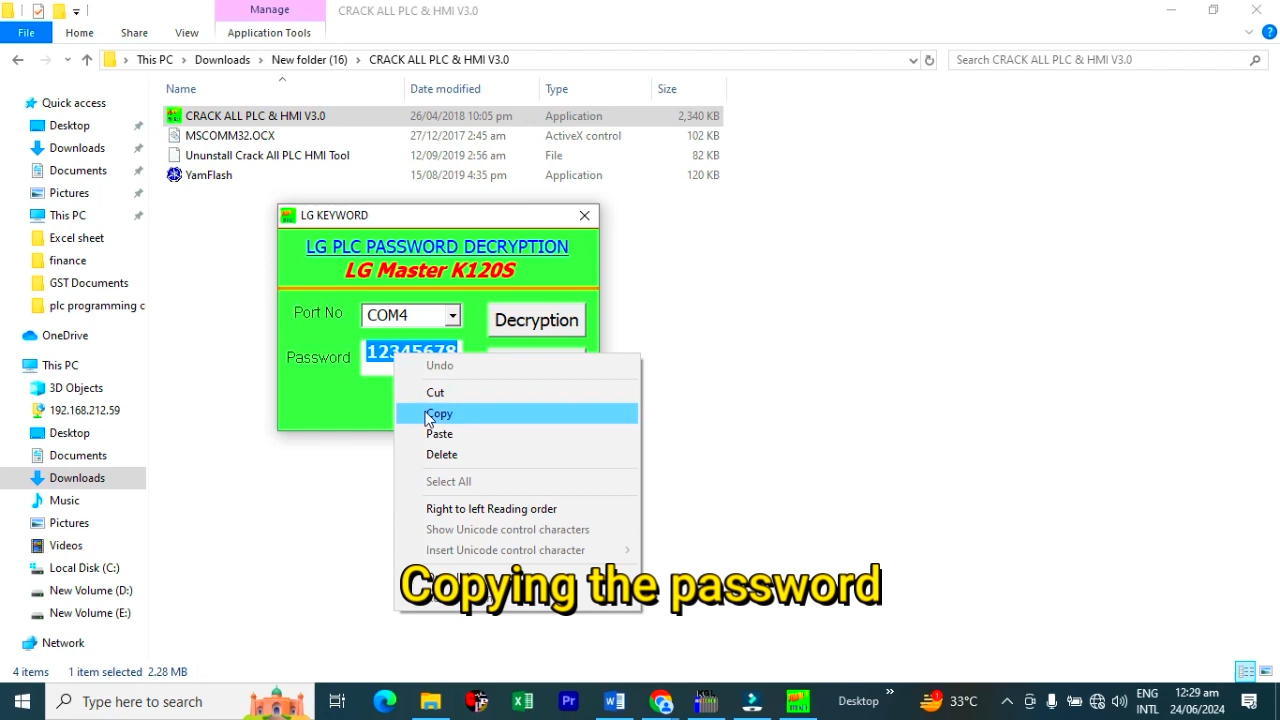 Manage
CRACK ALL PLC & HMI V3.0
File
Home
Share
View
Application Tools
This PC
Downloads
New folder (16)
CRACK ALL PLC & HMI V3.0
Search CRACK ALL PLC & HMI V3.0
Name
Date modified
Type
Size
Quick access
Desktop
Downloads
Documents
Pictures
This PC
Excel sheet
finance
GST Documents
plc programming c
OneDrive
This PC
3D Objects
192.168.212.59
Desktop
Documents
Downloads
Music
Pictures
Videos
Local Disk (C:)
New Volume (D:)
New Volume (E:)
Network
CRACK ALL PLC & HMI V3.0 26/04/2018 10:05 pm Application 2,340 KB
MSCOMM32.OCX 27/12/2017 2:45 am ActiveX control 102 KB
Ununstall Crack All PLC HMI Tool 12/09/2019 2:56 am File 82 KB
YamFlash 15/08/2019 4:35 pm Application 120 KB
LG KEYWORD
LG PLC PASSWORD DECRYPTION
LG Master K120S
Port No COM4 Decryption
Password 12345678
Undo
Cut
Copy
Paste
Delete
Select All
Right to left Reading order
Show Unicode control characters
Insert Unicode control character
Copying the password
4 items 1 item selected 2.28 MB
Type here to search
Desktop
33°C
ENG
INTL
12:29 am
24/06/2024